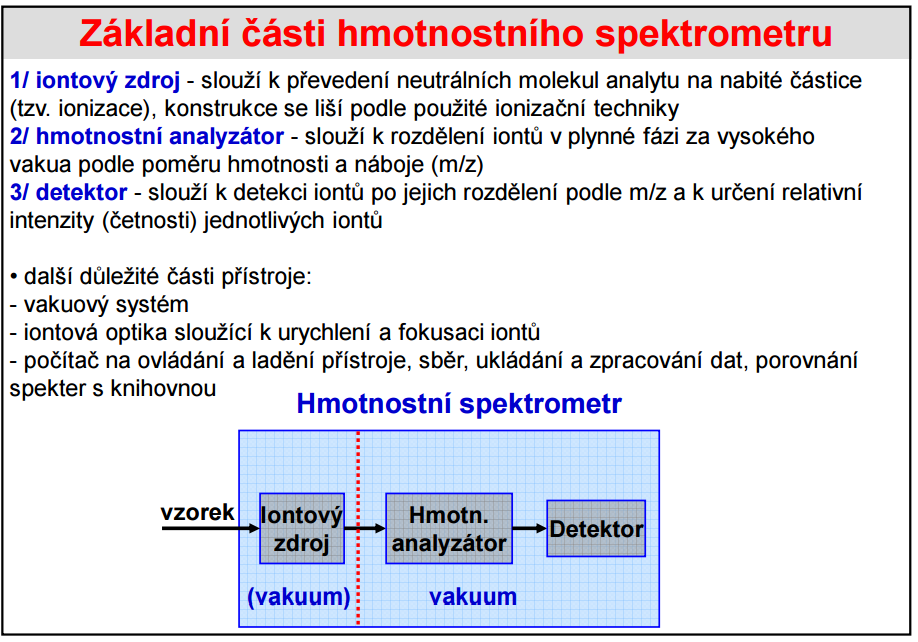 Základní části hmotnostního spektrometru
1/ iontový zdroj - slouží k převedení neutrálních molekul analytu na nabité částice
(tzv. ionizace), konstrukce se liší podle použité ionizační techniky
2/ hmotnostní analyzátor - slouží k rozdělení iontů v plynné fázi za vysokého
vakua podle poměru hmotnosti a náboje (m/z)
3/ detektor - slouží k detekci iontů po jejich rozdělení podle m/z a k určení relativní
intenzity (četnosti) jednotlivých iontů
• další důležité části přístroje:
- vakuový systém
- iontová optika sloužící k urychlení a fokusaci iontů
- počítač na ovládání a ladění přístroje, sběr, ukládání a zpracování dat, porovnání
spekter s knihovnou
Hmotnostní spektrometr
vzorek
Iontový
zdroj
Hmotn.
analyzátor
Detektor
(vakuum)
vakuum